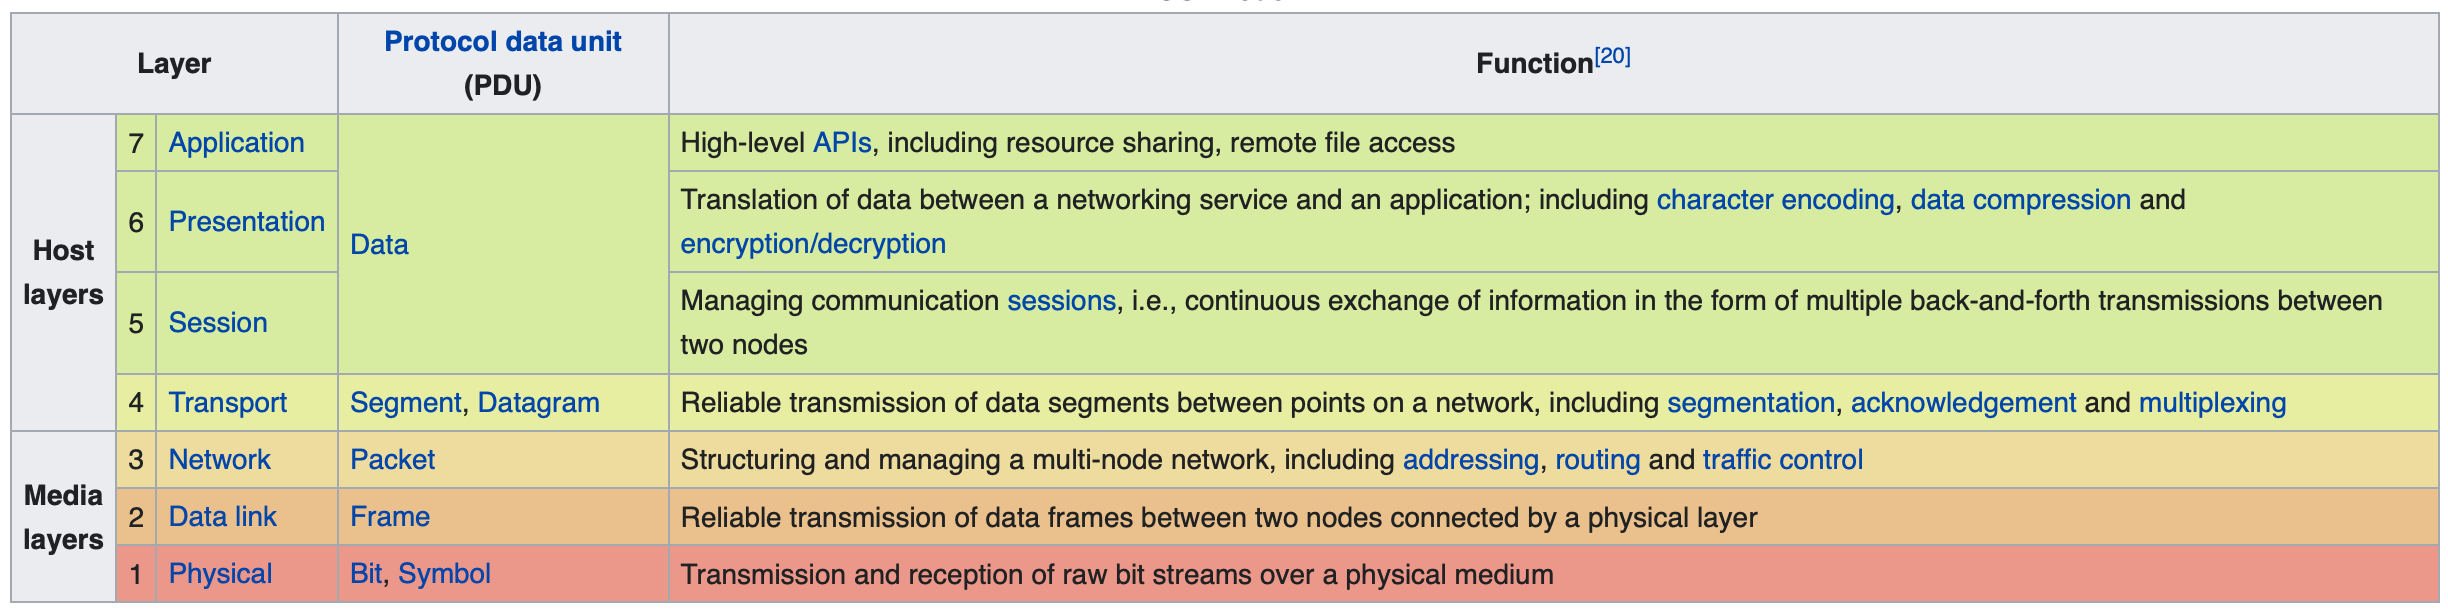 Layer
Protocol data unit
(PDU)
Function[20]
Host
layers
7 Application
Data
High-level APIs, including resource sharing, remote file access
6 Presentation
Translation of data between a networking service and an application; including character encoding, data compression and
encryption/decryption
5 Session
Managing communication sessions, i.e., continuous exchange of information in the form of multiple back-and-forth transmissions between
two nodes
4 Transport
Segment, Datagram
Reliable transmission of data segments between points on a network, including segmentation, acknowledgement and multiplexing
Media
layers
3 Network
Packet
Structuring and managing a multi-node network, including addressing, routing and traffic control
2 Data link
Frame
Reliable transmission of data frames between two nodes connected by a physical layer
1 Physical
Bit, Symbol
Transmission and reception of raw bit streams over a physical medium